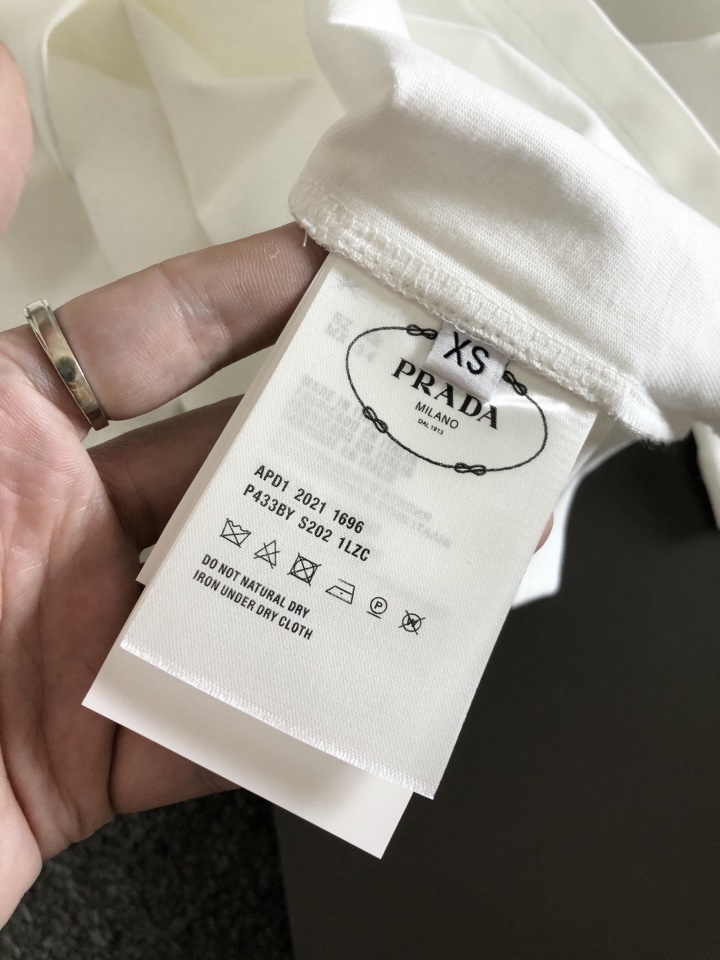 XS
PRADA
MILANO
DAL 1913
APD1 2021 1696
P433BY S202 1LZC
P W
DO NOT NATURAL DRY
IRON UNDER DRY CLOTH